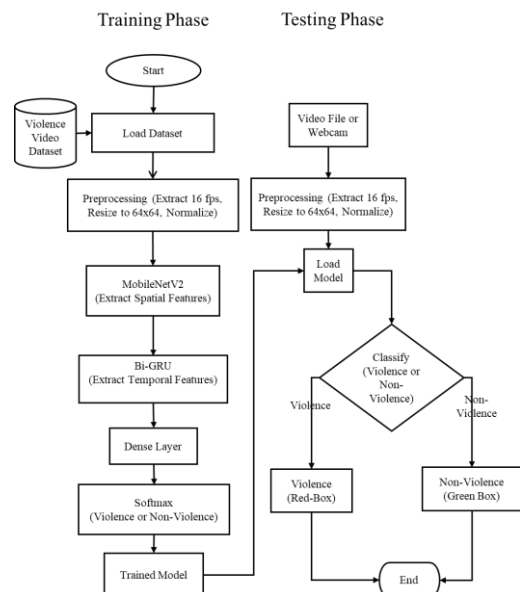 Training Phase
Testing Phase
Start
Violence
Video
Dataset
Load Dataset
Preprocessing (Extract 16 fps,
Resize to 64x64, Normalize)
MobileNetV2
(Extract Spatial Features)
Bi-GRU
(Extract Temporal Features)
Dense Layer
Softmax
(Violence or Non-Violence)
Trained Model
Video File or
Webcam
Preprocessing (Extract 16 fps,
Resize to 64x64, Normalize)
Load
Model
Classify
(Violence or
Non-
Violence)
Violence
Non-
Violence
Violence
(Red-Box)
Non-Violence
(Green Box)
End